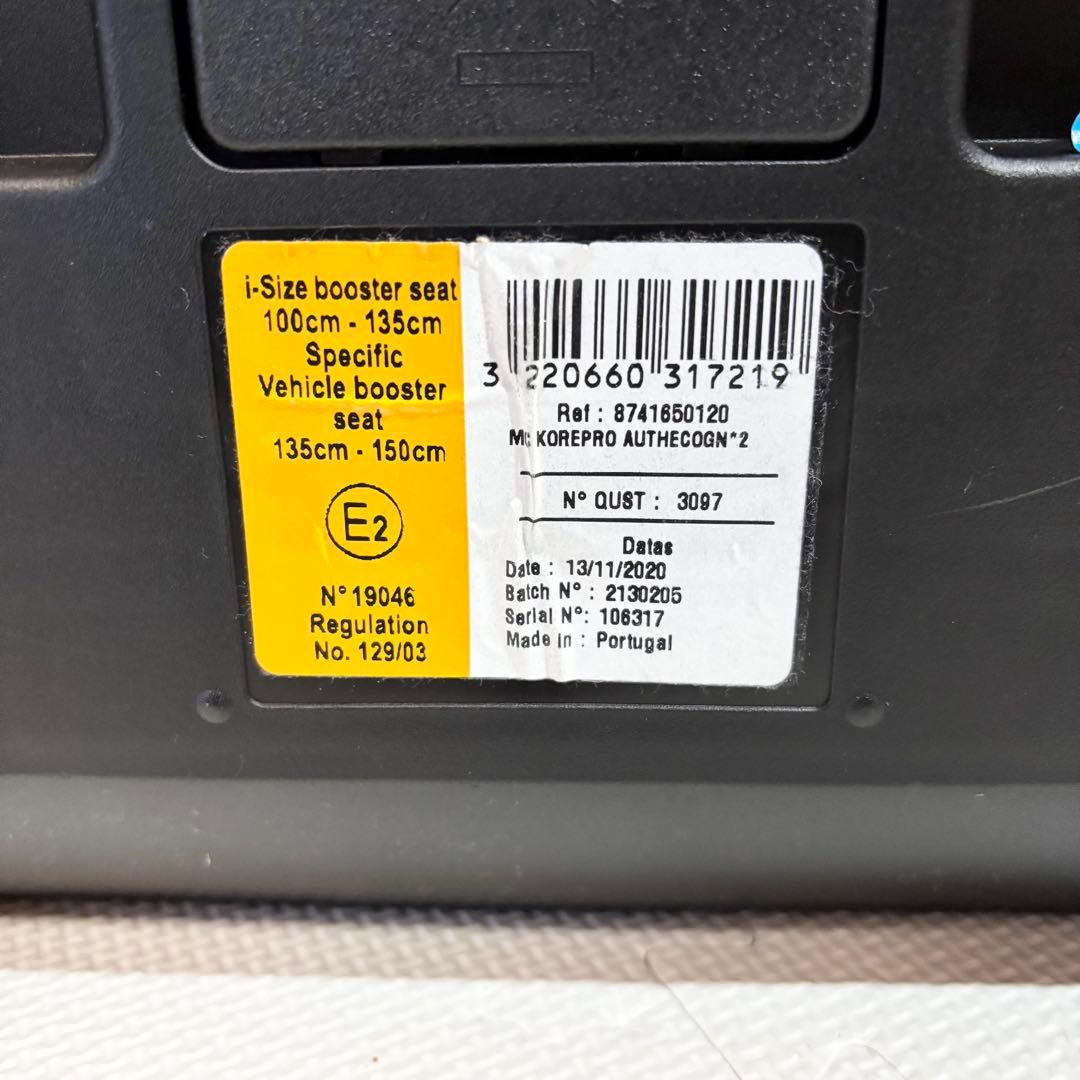 i-Size booster seat
100cm - 135cm
Specific
Vehicle booster
seat
135cm - 150cm
E2
N° 19046
Regulation
No. 129/03
3 220660 317219
Ref : 8741650120
MC KOREPRO AUTHECOGN*2
N° QUST : 3097
Datas
Date : 13/11/2020
Batch N° : 2130205
Serial N°: 106317
Made in : Portugal